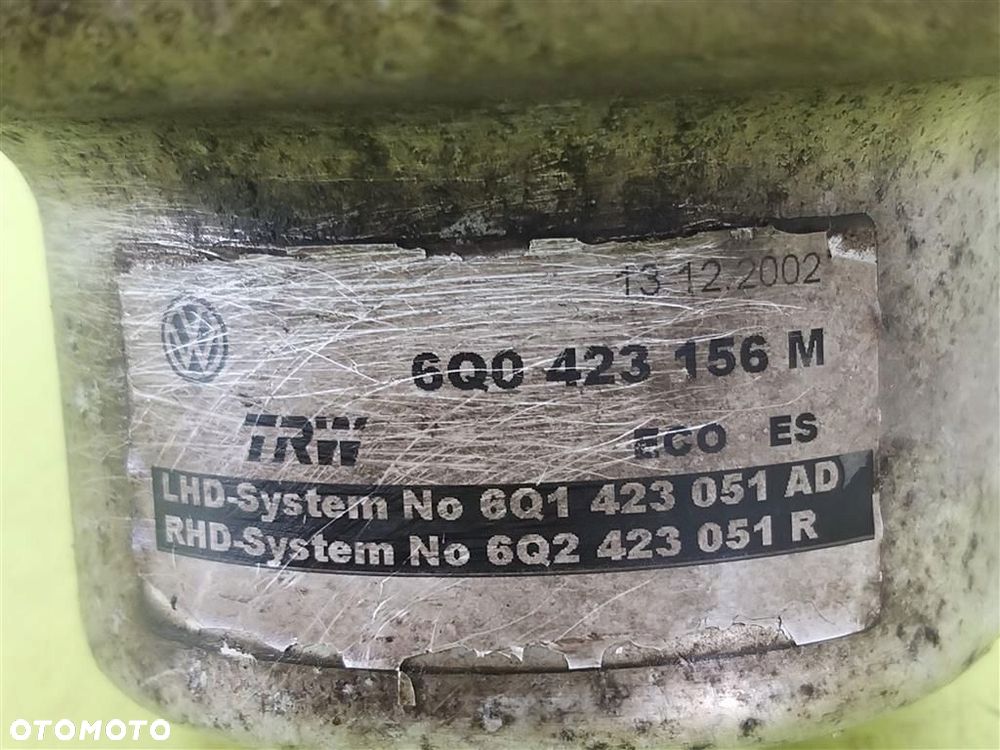 13.12.2002
6Q0 423 156 M
TRW ECO ES
LHD-System No 6Q1 423 051 AD
RHD-System No 6Q2 423 051 R
OTOMOTO